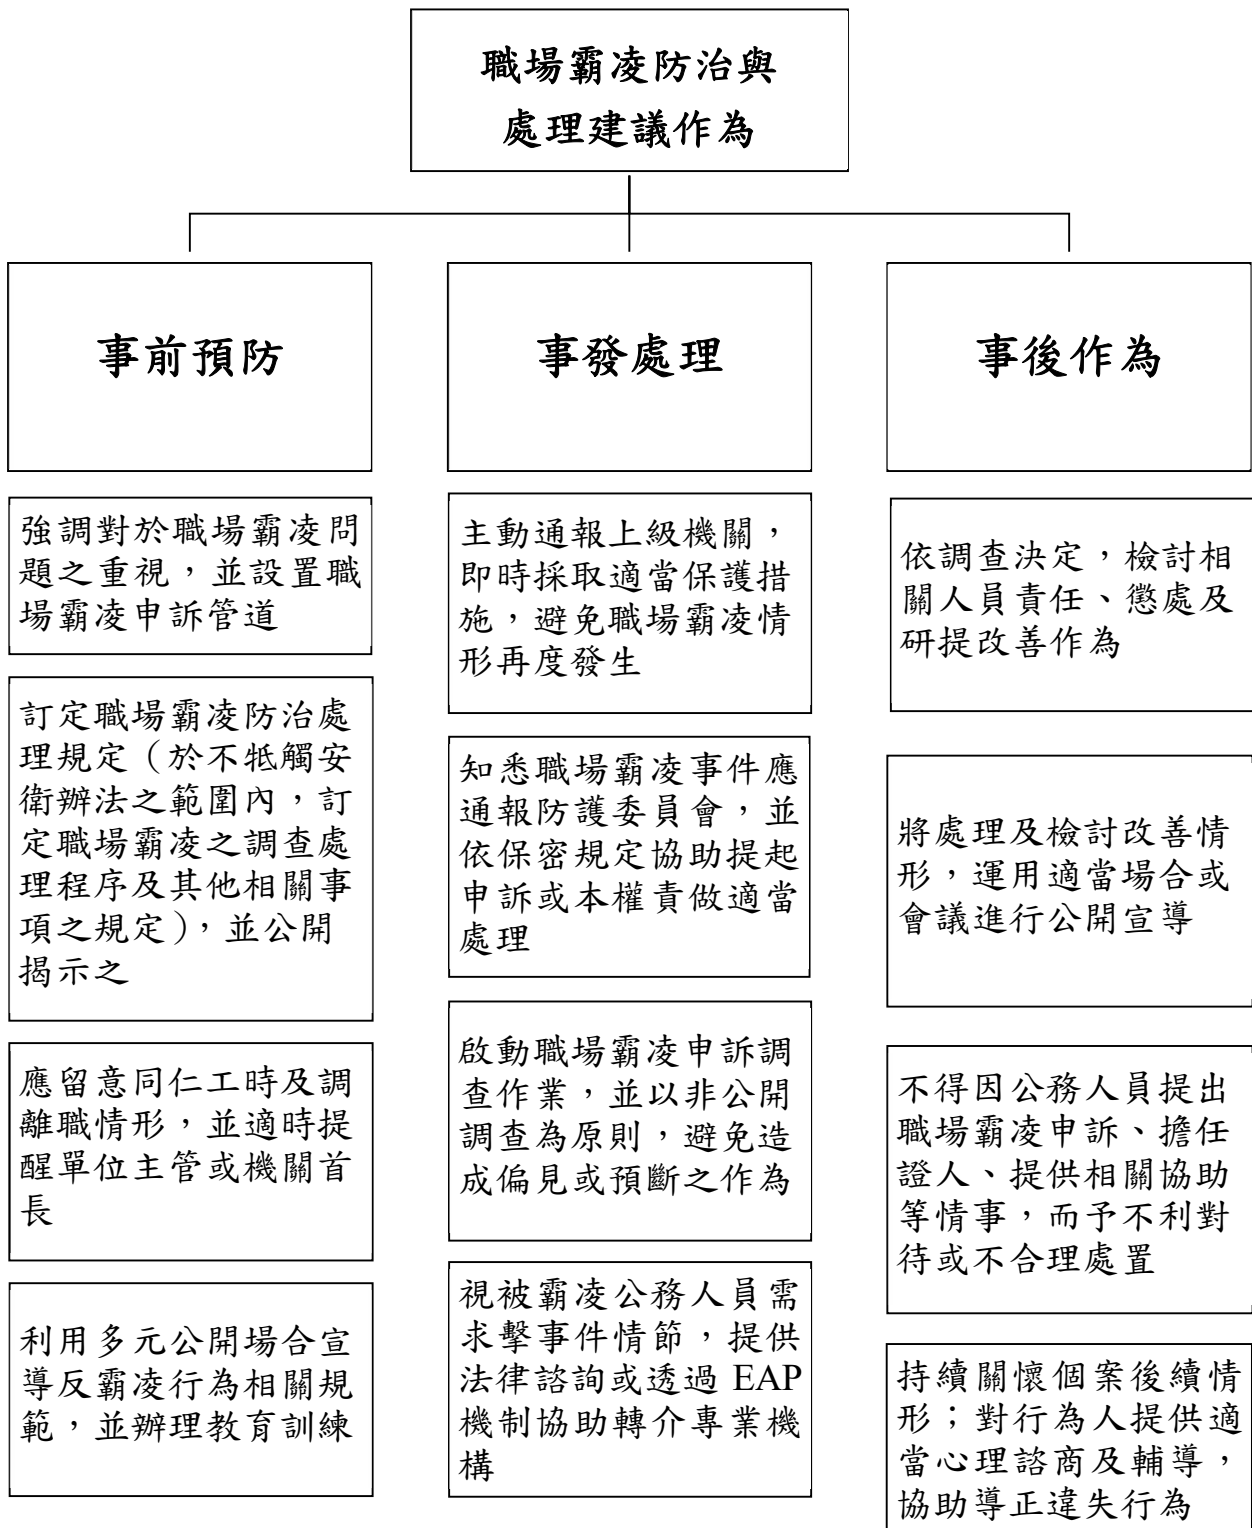 職場霸凌防治與
處理建議作為
事前預防
強調對於職場霸凌問
題之重視，並設置職
場霸凌申訴管道
訂定職場霸凌防治處
理規定（於不牴觸安
衛辦法之範圍內，訂
定職場霸凌之調查處
理程序及其他相關事
項之規定），並公開
揭示之
應留意同仁工時及調
離職情形，並適時提
醒單位主管或機關首
長
利用多元公開場合宣
導反霸凌行為相關規
範，並辦理教育訓練
事發處理
主動通報上級機關，
即時採取適當保護措
施，避免職場霸凌情
形再度發生
知悉職場霸凌事件應
通報防護委員會，並
依保密規定協助提起
申訴或本權責做適當
處理
啟動職場霸凌申訴調
查作業，並以非公開
調查為原則，避免造
成偏見或預斷之作為
視被霸凌公務人員需
求擊事件情節，提供
法律諮詢或透過 EAP
機制協助轉介專業機
構
事後作為
依調查決定，檢討相
關人員責任、懲處及
研提改善作為
將處理及檢討改善情
形，運用適當場合或
會議進行公開宣導
不得因公務人員提出
職場霸凌申訴、擔任
證人、提供相關協助
等情事，而予不利對
待或不合理處置
持續關懷個案後續情
形；對行為人提供適
當心理諮商及輔導，
協助導正違失行為